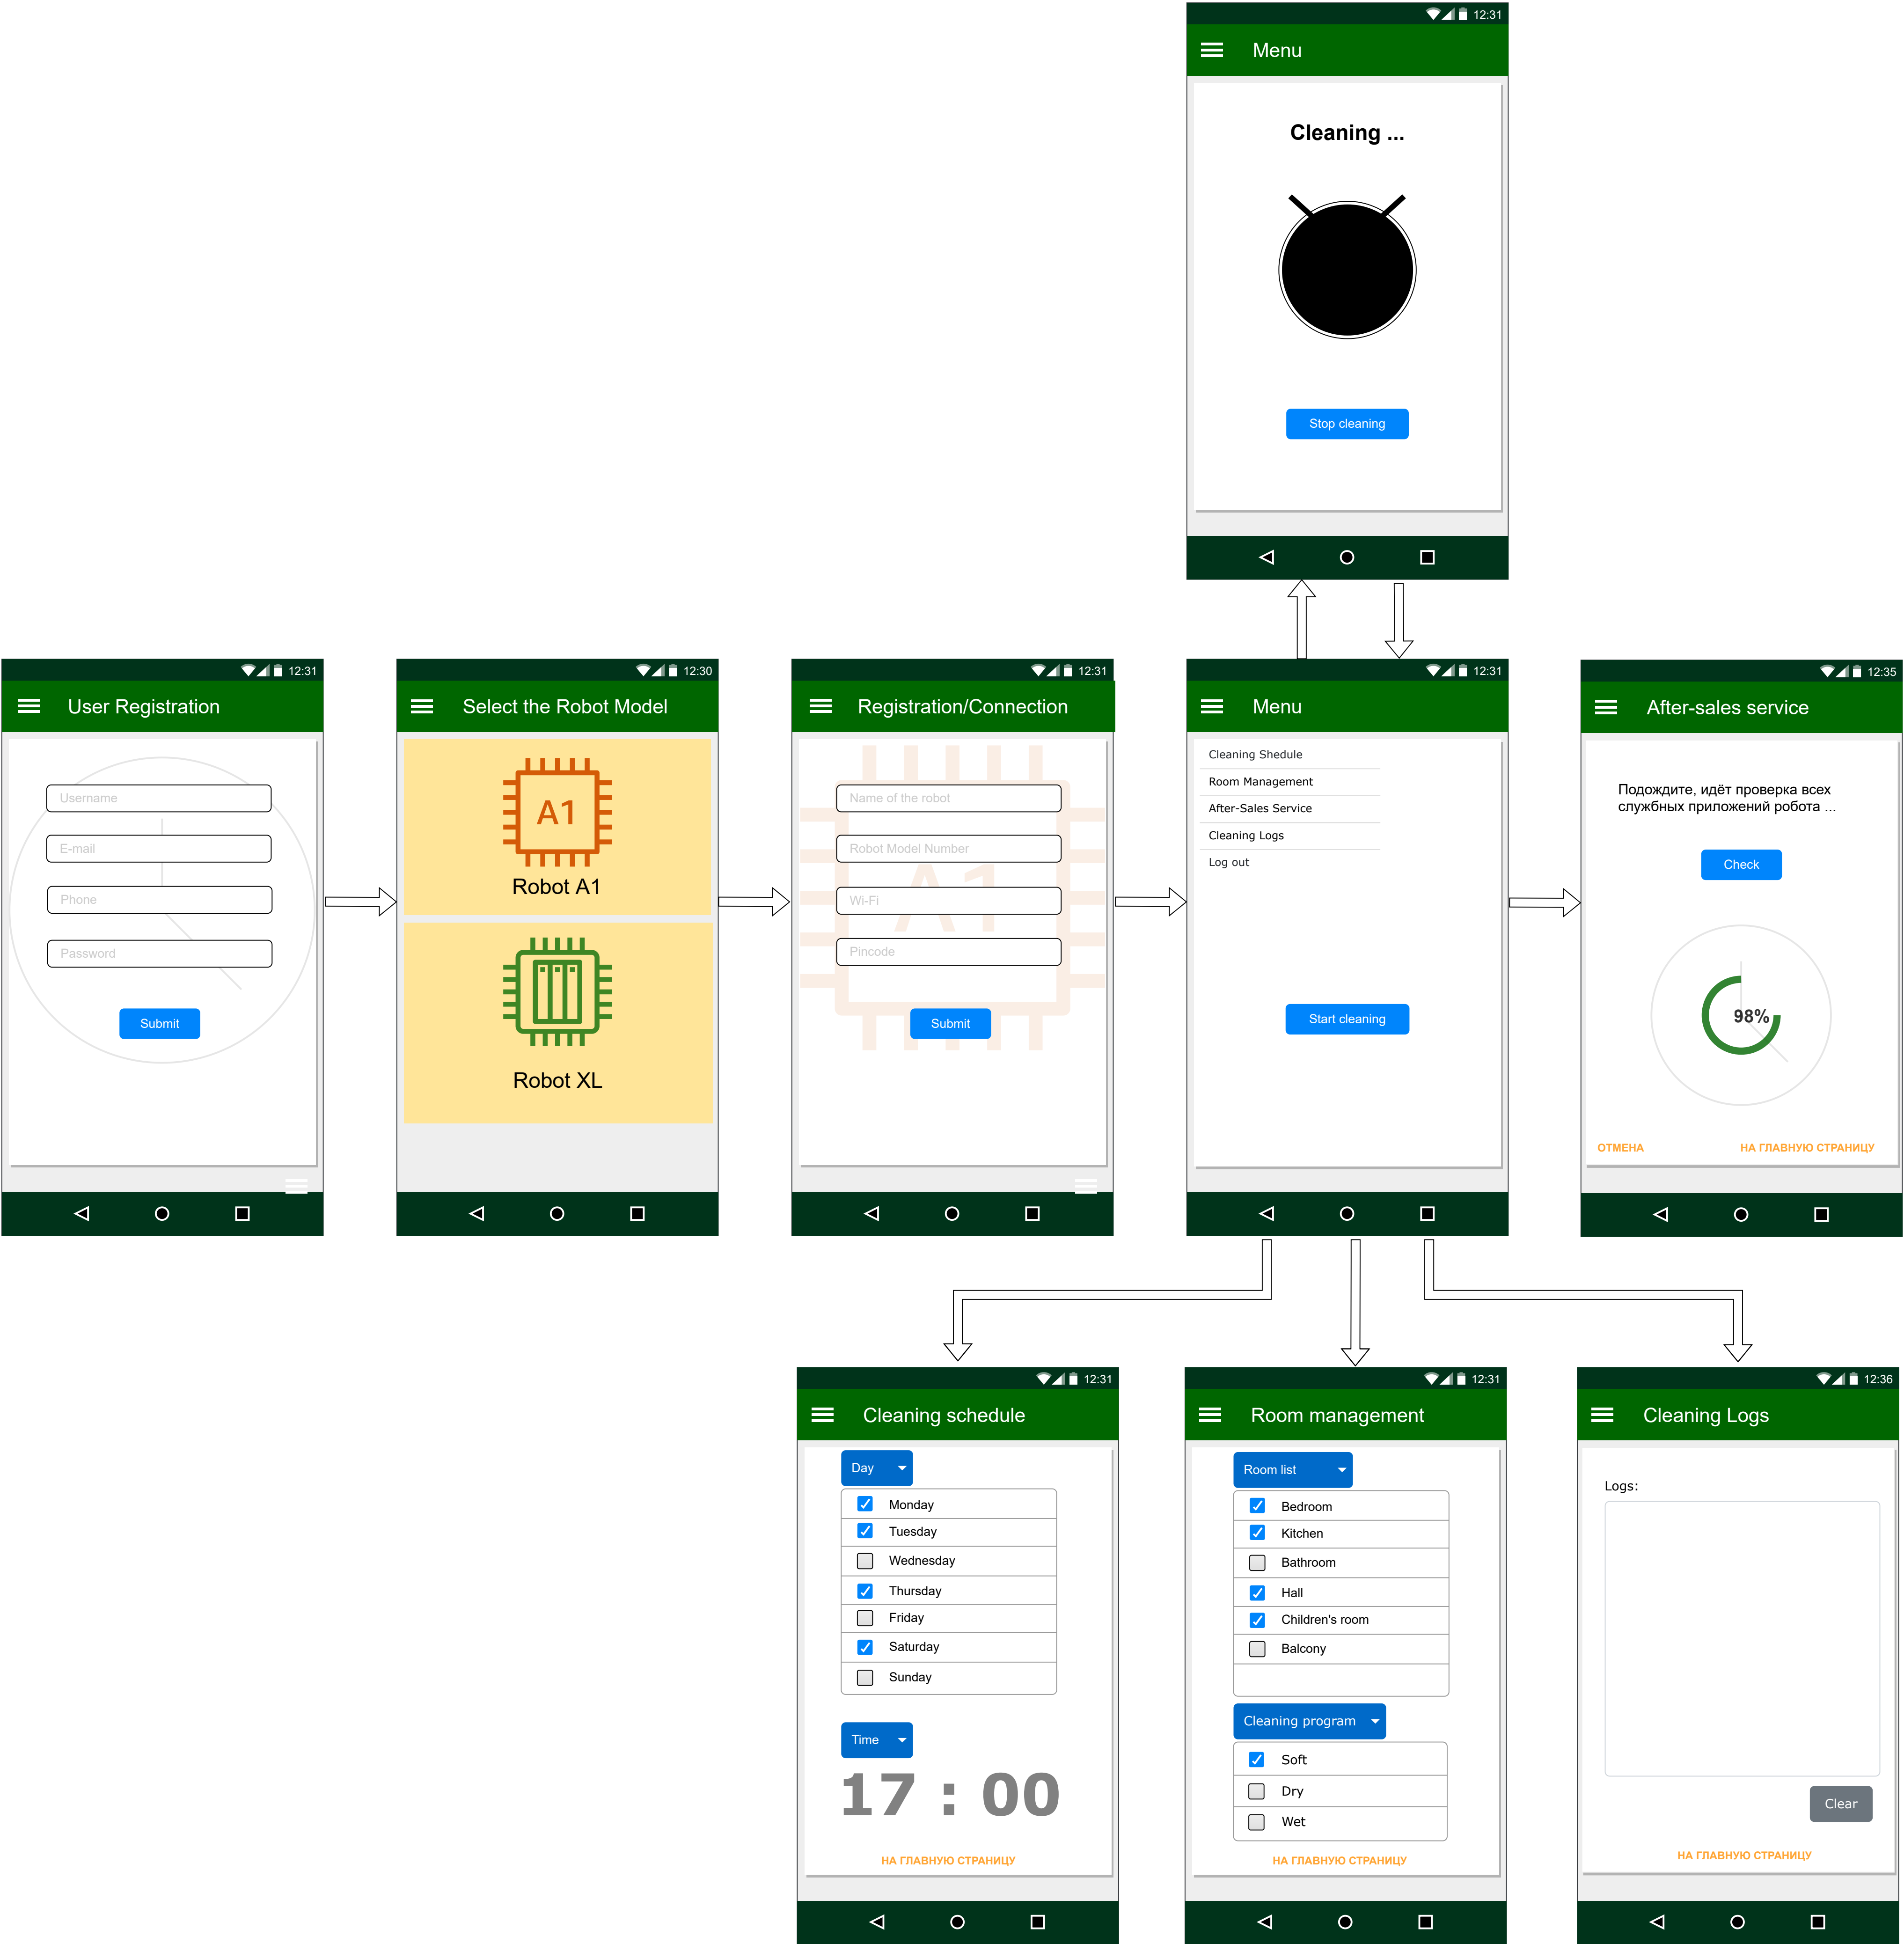 12:31
Menu
Cleaning ...
Stop cleaning
12:31
User Registration
Username
E-mail
Phone
Password
Submit
12:30
Select the Robot Model
A1
Robot A1
Robot XL
12:31
Registration/Connection
Name of the robot
Robot Model Number
A1
Wi-Fi
Pincode
Submit
12:31
Menu
Cleaning Shedule
Room Management
After-Sales Service
Cleaning Logs
Log out
Start cleaning
12:35
After-sales service
Подождите, идёт проверка всех
службных приложений робота ...
Check
98%
ОТМЕНА
НА ГЛАВНУЮ СТРАНИЦУ
12:31
Cleaning schedule
Day
Monday
Tuesday
Wednesday
Thursday
Friday
Saturday
Sunday
Time
17 : 00
НА ГЛАВНУЮ СТРАНИЦУ
12:31
Room management
Room list
Bedroom
Kitchen
Bathroom
Hall
Children's room
Balcony
Cleaning program
Soft
Dry
Wet
НА ГЛАВНУЮ СТРАНИЦУ
12:36
Cleaning Logs
Logs:
Clear
НА ГЛАВНУЮ СТРАНИЦУ